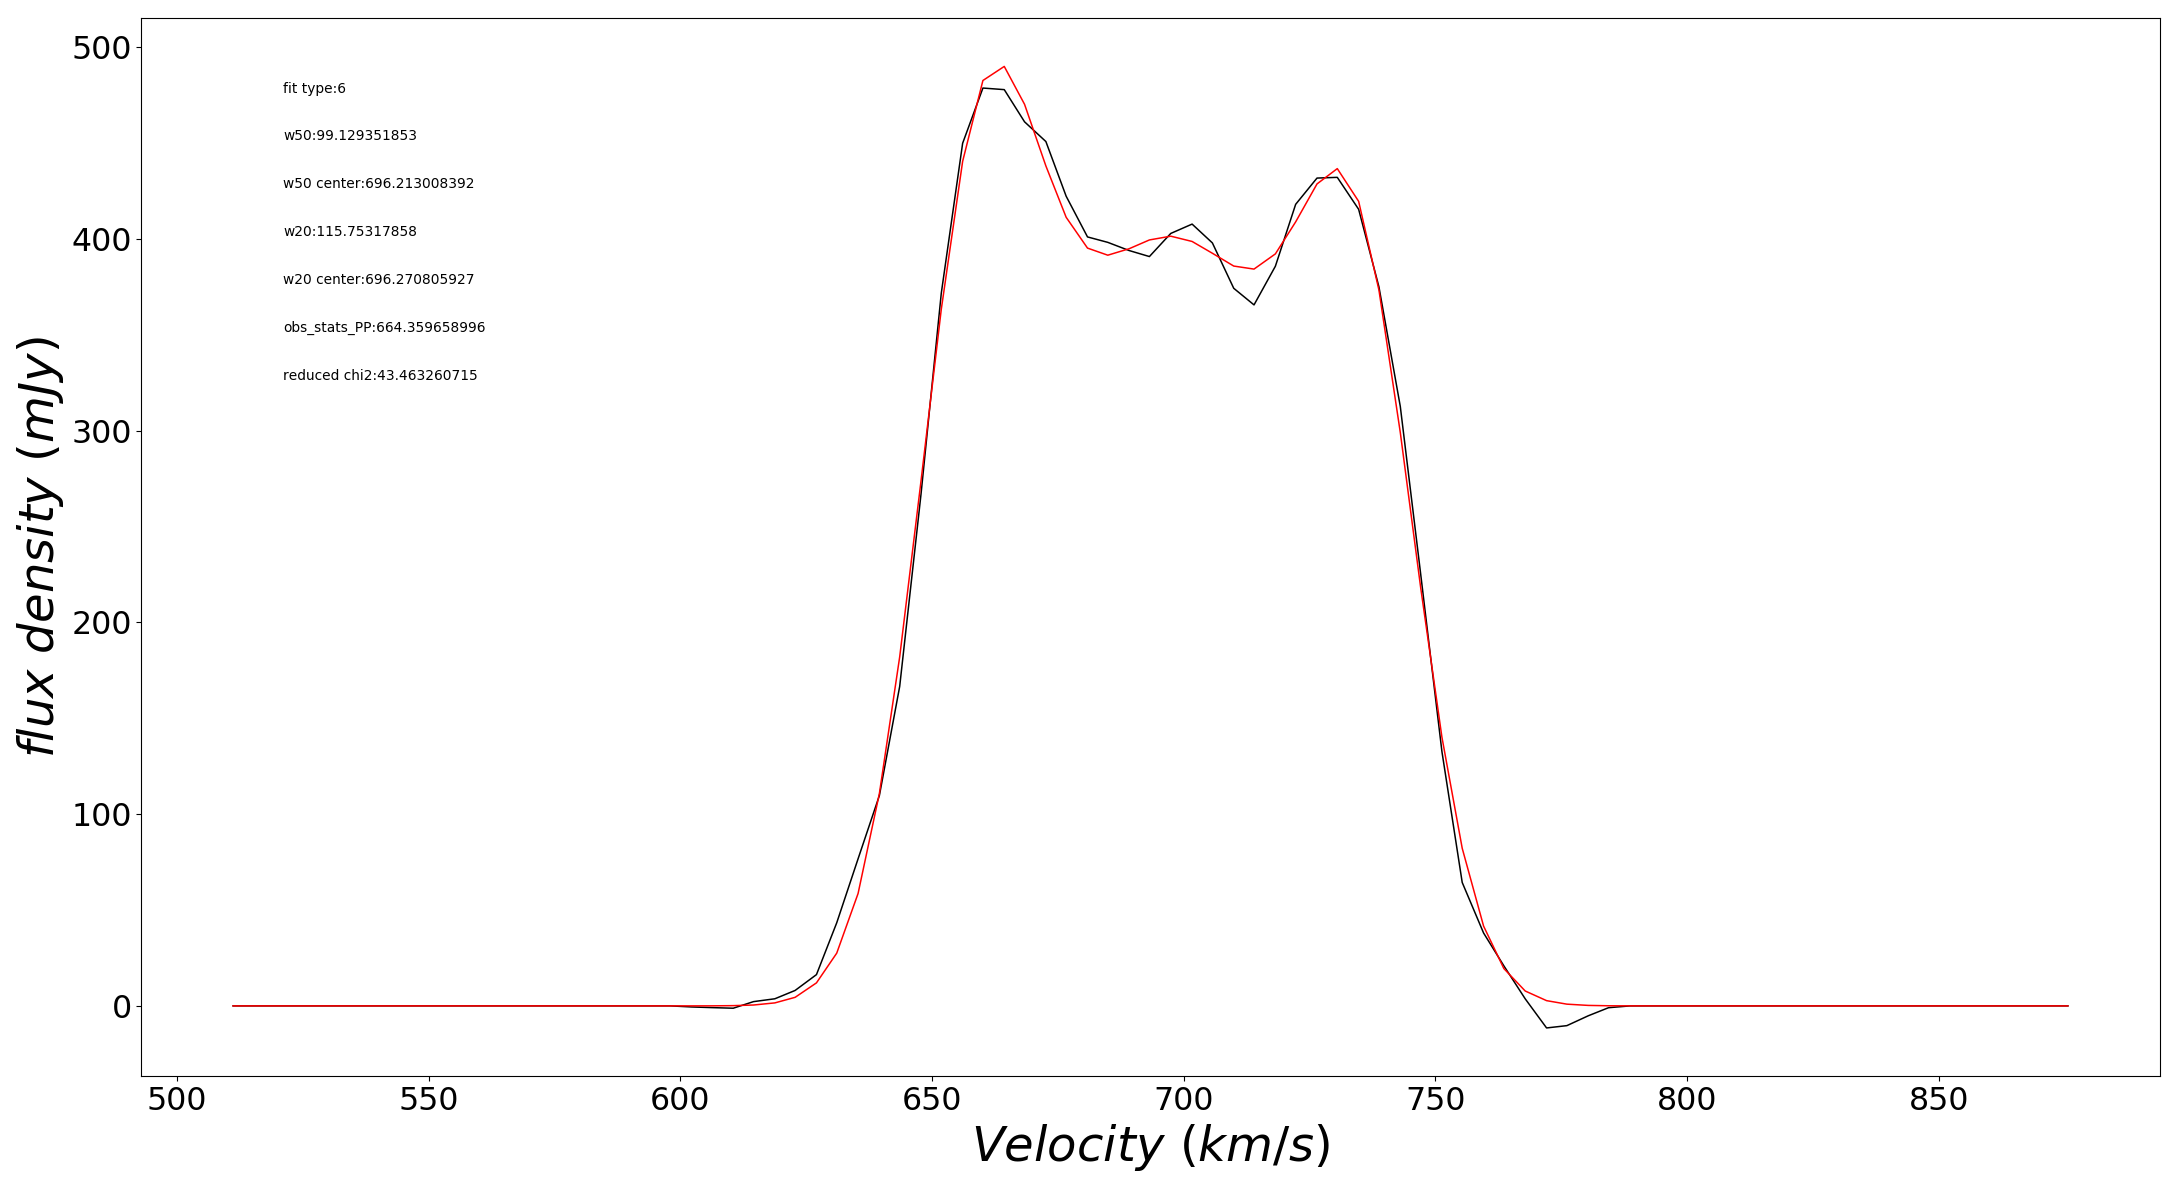 fit type:6
w50:99.129351853
w50 center:696.213008392
w20:115.75317858
w20 center:696.270805927
obs_stats_PP:664.359658996
reduced chi2:43.463260715
flux density (mJy)
500
400
300
200
100
0
500 550 600 650 700 750 800 850
Velocity (km/s)